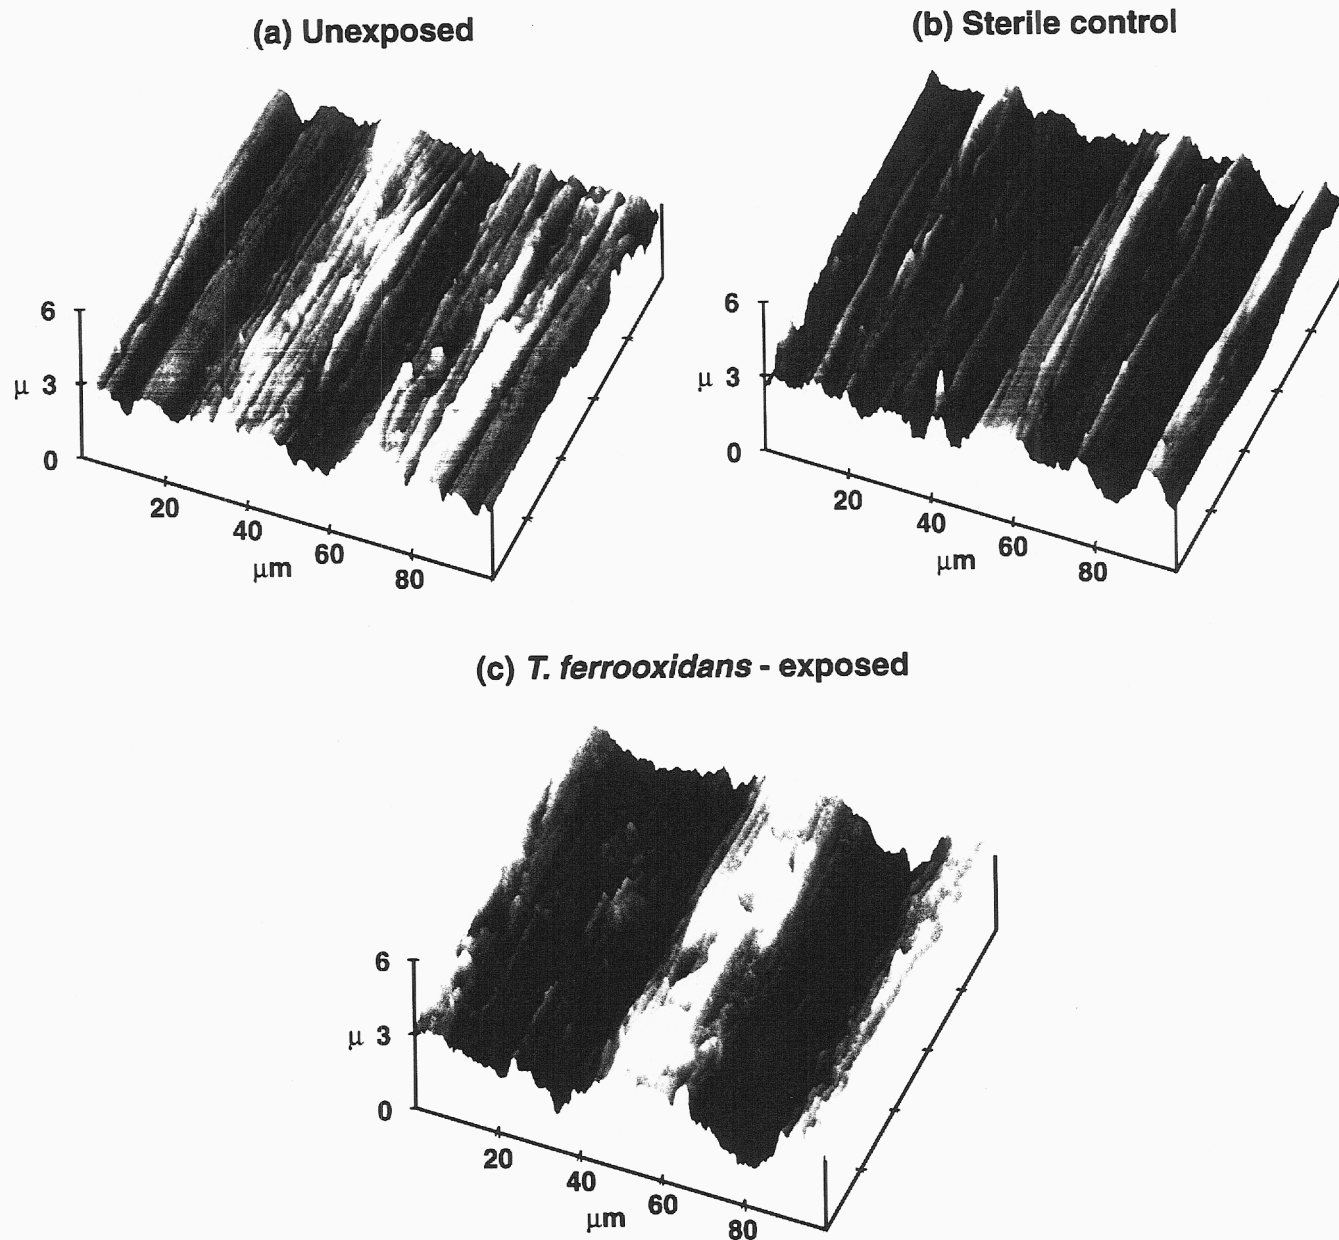 (a) Unexposed
(b) Sterile control
6
μ 3
0
20
40
60
80
μm
6
μ 3
0
20
40
60
80
μm
(c) T. ferrooxidans - exposed
6
μ 3
0
20
40
60
80
μm